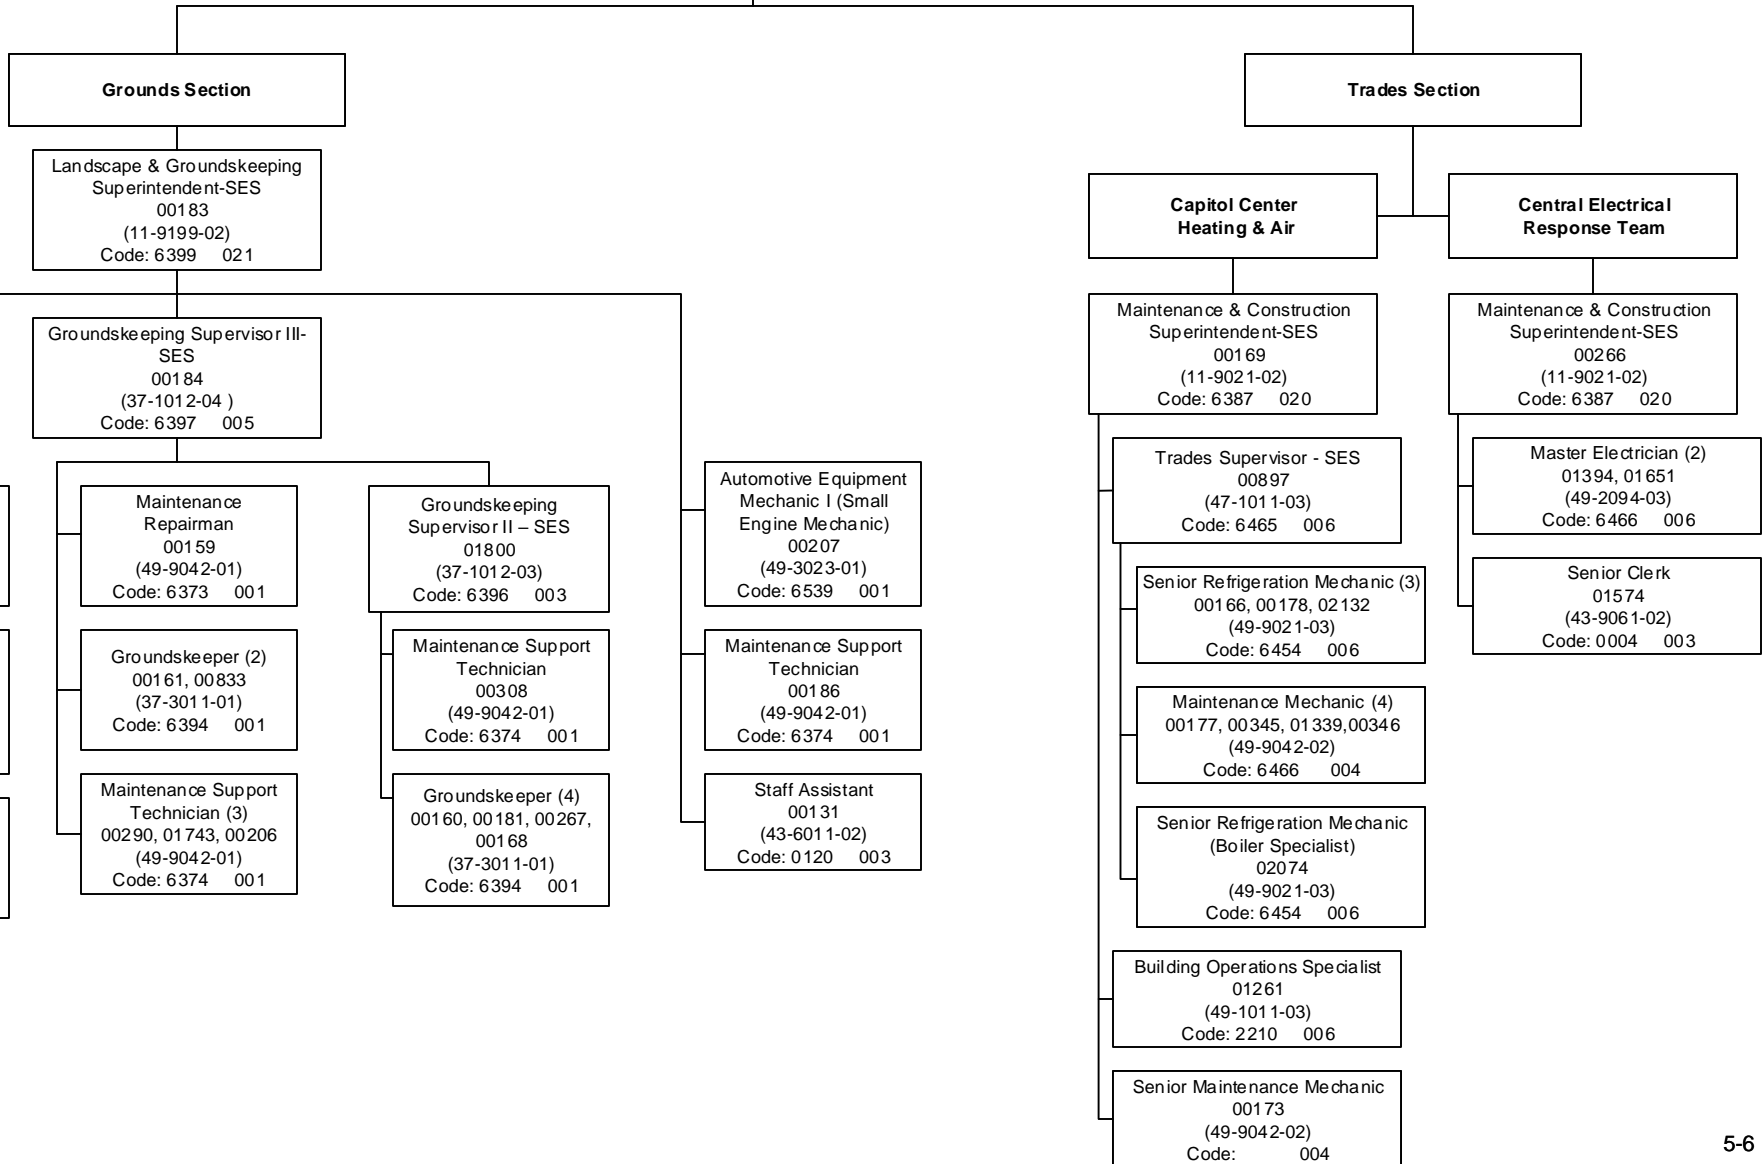 Grounds Section
Landscape & Groundskeeping
Superintendent-SES
00183
(11-9199-02)
Code: 6399 021
Groundskeeping Supervisor III-
SES
00184
(37-1012-04 )
Code: 6397 005
Maintenance
Repairman
00159
(49-9042-01)
Code: 6373 001
Groundskeeper (2)
00161, 00833
(37-3011-01)
Code: 6394 001
Maintenance Support
Technician (3)
00290, 01743, 00206
(49-9042-01)
Code: 6374 001
Groundskeeping
Supervisor II – SES
01800
(37-1012-03)
Code: 6396 003
Maintenance Support
Technician
00308
(49-9042-01)
Code: 6374 001
Groundskeeper (4)
00160, 00181, 00267,
00168
(37-3011-01)
Code: 6394 001
Automotive Equipment
Mechanic I (Small
Engine Mechanic)
00207
(49-3023-01)
Code: 6539 001
Maintenance Support
Technician
00186
(49-9042-01)
Code: 6374 001
Staff Assistant
00131
(43-6011-02)
Code: 0120 003
Trades Section
Capitol Center
Heating & Air
Maintenance & Construction
Superintendent-SES
00169
(11-9021-02)
Code: 6387 020
Trades Supervisor - SES
00897
(47-1011-03)
Code: 6465 006
Senior Refrigeration Mechanic (3)
00166, 00178, 02132
(49-9021-03)
Code: 6454 006
Maintenance Mechanic (4)
00177, 00345, 01339,00346
(49-9042-02)
Code: 6466 004
Senior Refrigeration Mechanic
(Boiler Specialist)
02074
(49-9021-03)
Code: 6454 006
Building Operations Specialist
01261
(49-1011-03)
Code: 2210 006
Senior Maintenance Mechanic
00173
(49-9042-02)
Code: 004
Central Electrical
Response Team
Maintenance & Construction
Superintendent-SES
00266
(11-9021-02)
Code: 6387 020
Master Electrician (2)
01394, 01651
(49-2094-03)
Code: 6466 006
Senior Clerk
01574
(43-9061-02)
Code: 0004 003
5-6